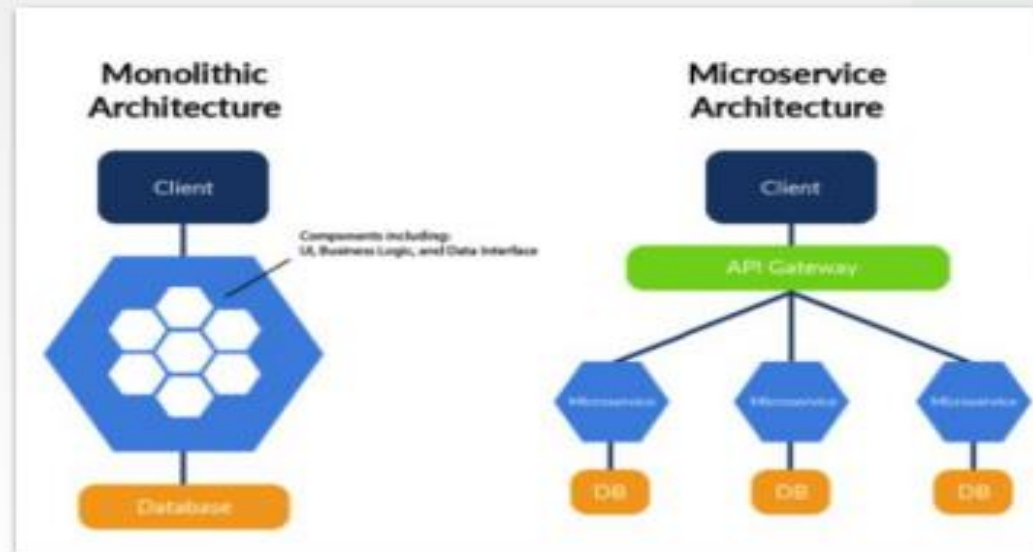 Monolithic
Architecture
Client
Components including:
UI, Business Logic, and Data Interface
Database
Microservice
Architecture
Client
API Gateway
Microservice
Microservice
Microservice
DB
DB
DB